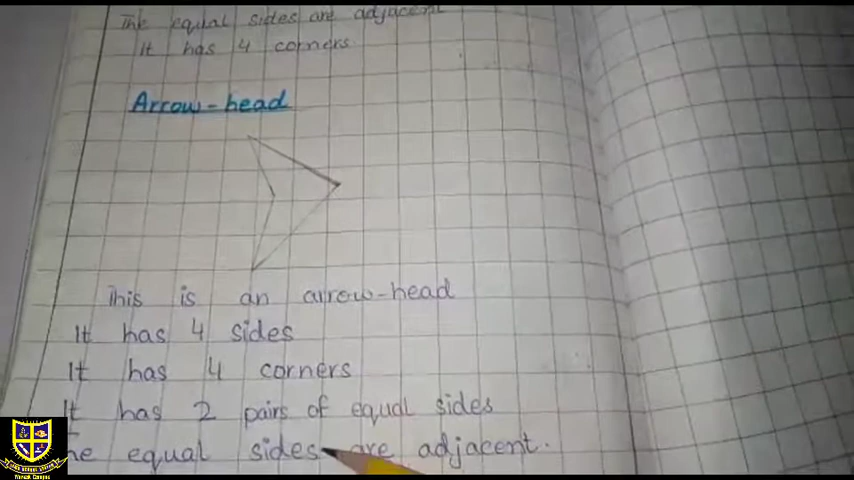 The equal sides are adjacent
It has 4 corners.
Arrow-head
This is an arrow-head
It has 4 sides
It has 4 corners
It has 2 pairs of equal sides
The equal sides are adjacent.